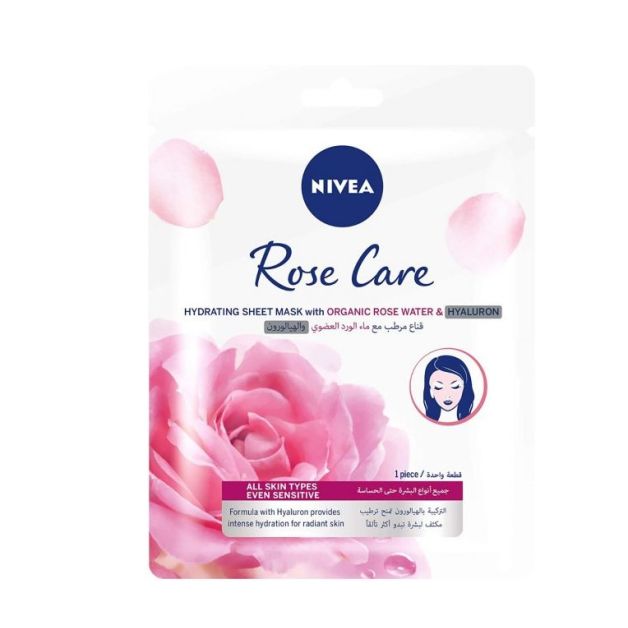 NIVEA
Rose Care
HYDRATING SHEET MASK with ORGANIC ROSE WATER & HYALURON
قناع مرطب مع ماء الورد العضوي والهيالورون
1 piece / قطعة واحدة
ALL SKIN TYPES
EVEN SENSITIVE
جميع أنواع البشرة حتى الحساسة
Formula with Hyaluron provides
intense hydration for radiant skin
التركيبة بالهيالورون تمنح ترطيب
مكثف لبشرة تبدو أكثر تألقاً